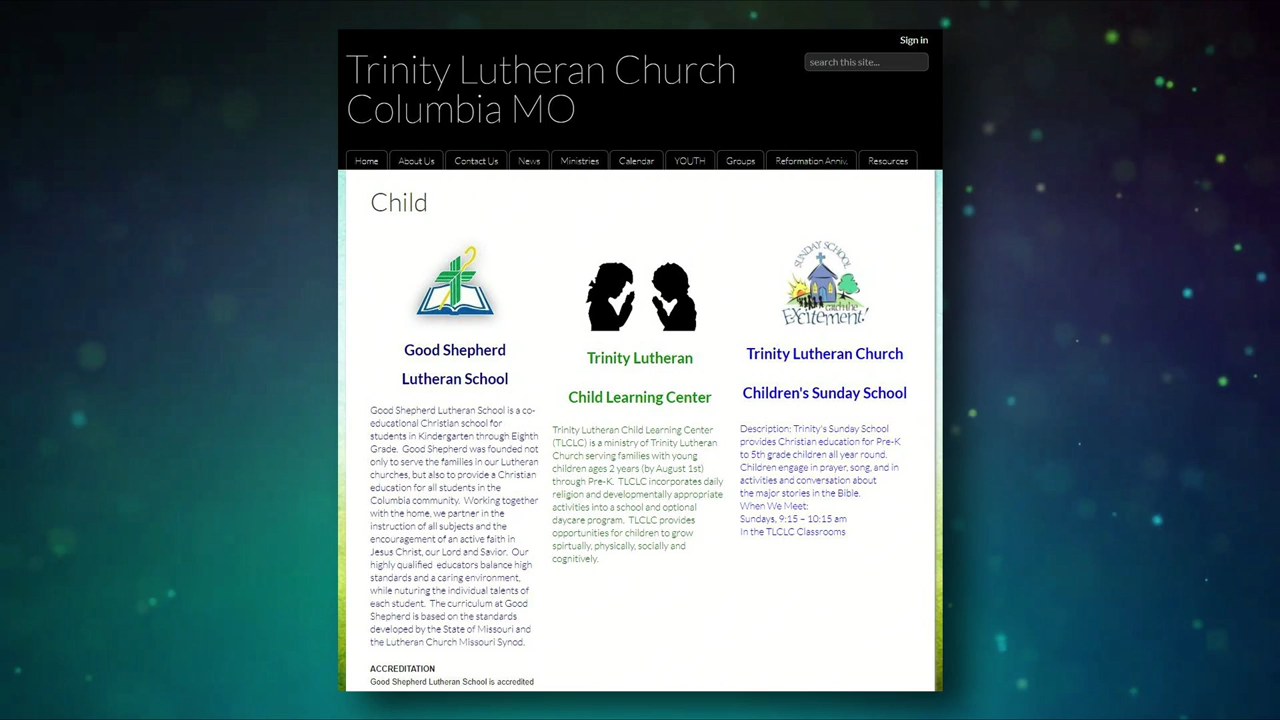 Sign in
search this site...
Trinity Lutheran Church
Columbia MO
Home About Us Contact Us News Ministries Calendar YOUTH Groups Reformation Anniv. Resources
Child
Good Shepherd
Lutheran School
Good Shepherd Lutheran School is a co-
educational Christian school for
students in Kindergarten through Eighth
Grade. Good Shepherd was founded not
only to serve the families in our Lutheran
churches, but also to provide a Christian
education for all students in the
Columbia community. Working together
with the home, we partner in the
instruction of all subjects and the
encouragement of an active faith in
Jesus Christ, our Lord and Savior. Our
highly qualified educators balance high
standards and a caring environment,
while nuturing the individual talents of
each student. The curriculum at Good
Shepherd is based on the standards
developed by the State of Missouri and
the Lutheran Church Missouri Synod.
ACCREDITATION
Good Shepherd Lutheran School is accredited
Trinity Lutheran
Child Learning Center
Trinity Lutheran Child Learning Center
(TLCLC) is a ministry of Trinity Lutheran
Church serving families with young
children ages 2 years (by August 1st)
through Pre-K. TLCLC incorporates daily
religion and developmentally appropriate
activities into a school and optional
daycare program. TLCLC provides
opportunities for children to grow
spirtually, physically, socially and
cognitively.
SUNDAY SCHOOL
catch the
Excitement!
Trinity Lutheran Church
Children's Sunday School
Description: Trinity's Sunday School
provides Christian education for Pre-K
to 5th grade children all year round.
Children engage in prayer, song, and in
activities and conversation about
the major stories in the Bible.
When We Meet:
Sundays, 9:15 – 10:15 am
In the TLCLC Classrooms